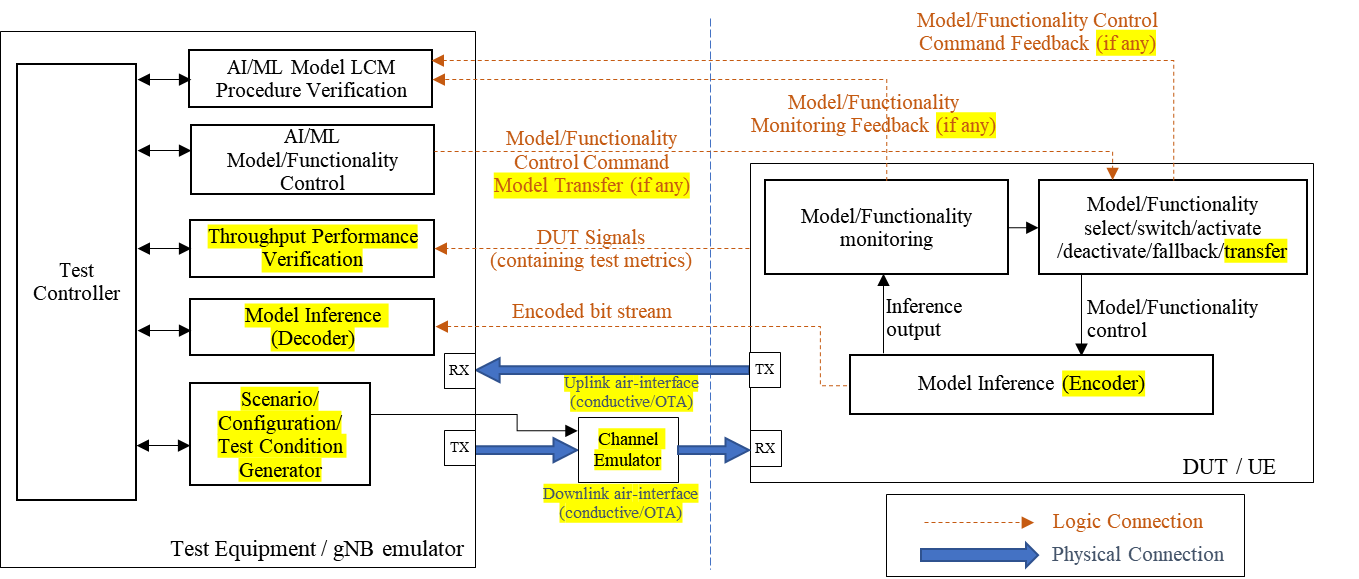 Model/Functionality Control
Command Feedback (if any)
AI/ML Model LCM
Procedure Verification
Model/Functionality
Monitoring Feedback (if any)
AI/ML
Model/Functionality
Control
Model/Functionality
Control Command
Model Transfer (if any)
Test
Controller
Throughput Performance
Verification
DUT Signals
(containing test metrics)
Model/Functionality
monitoring
Model/Functionality
select/switch/activate
/deactivate/fallback/transfer
Model Inference
(Decoder)
Encoded bit stream
Inference
output
Model/Functionality
control
RX
TX
Uplink air-interface
(conductive/OTA)
Model Inference (Encoder)
Scenario/
Configuration/
Test Condition
Generator
TX
Channel
Emulator
RX
Downlink air-interface
(conductive/OTA)
DUT / UE
Test Equipment / gNB emulator
Logic Connection
Physical Connection